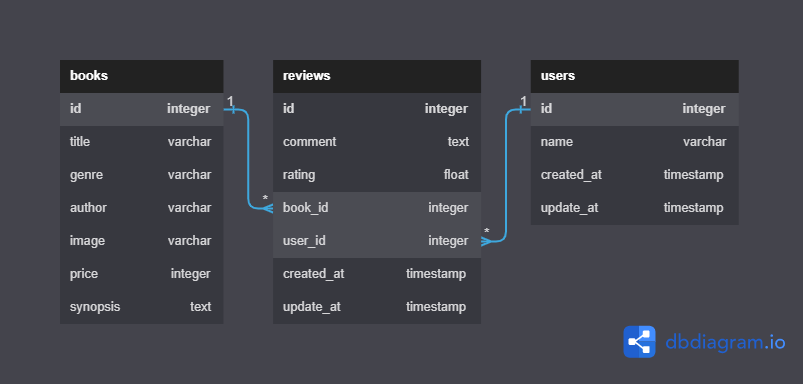 books
id integer
title varchar
genre varchar
author varchar
image varchar
price integer
synopsis text
1
*
reviews
id integer
comment text
rating float
book_id integer
user_id integer
created_at timestamp
update_at timestamp
1
*
users
id integer
name varchar
created_at timestamp
update_at timestamp
dbdiagram.io